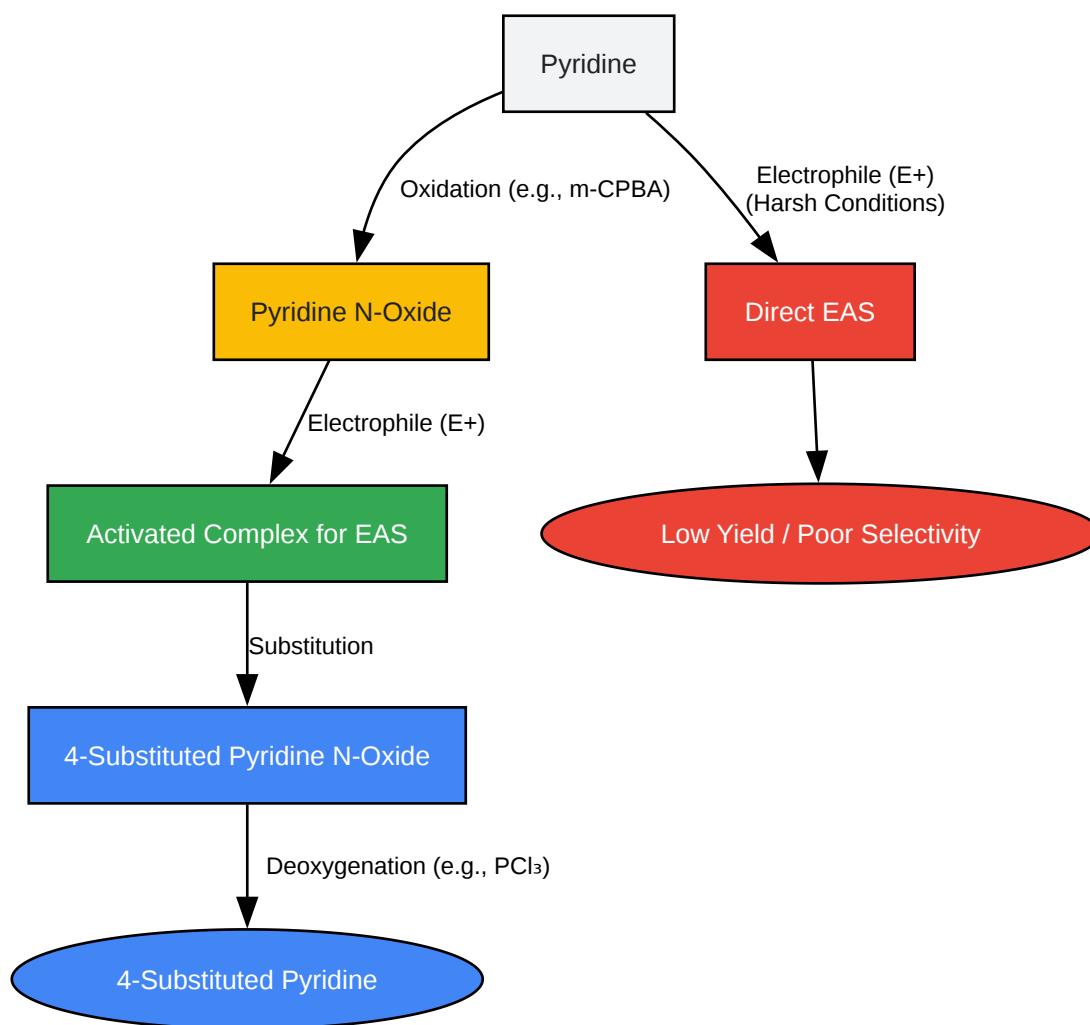 Pyridine
Oxidation (e.g., m-CPBA)
Electrophile (E+)
(Harsh Conditions)
Pyridine N-Oxide
Direct EAS
Electrophile (E+)
Activated Complex for EAS
Low Yield / Poor Selectivity
Substitution
4-Substituted Pyridine N-Oxide
Deoxygenation (e.g., PCl₃)
4-Substituted Pyridine